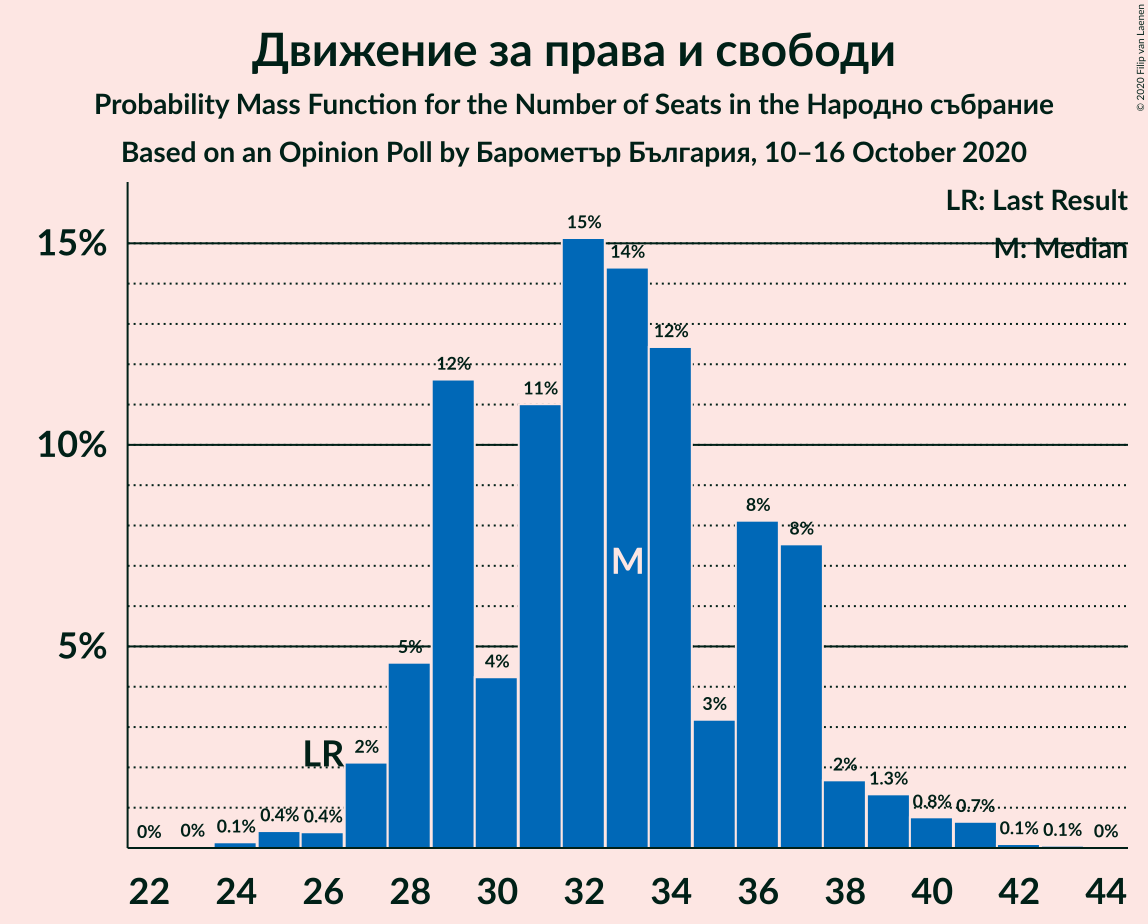 Движение за права и свободи
Probability Mass Function for the Number of Seats in the Народно събрание
Based on an Opinion Poll by Барометър България, 10–16 October 2020
© 2020 Filip van Laenen
LR: Last Result
M: Median
15%
10%
5%
0%
0%
0.1%
0.4%
0.4%
LR
2%
5%
12%
4%
11%
15%
14%
M
12%
3%
8%
8%
2%
1.3%
0.8%
0.7%
0.1%
0.1%
0%
22 24 26 28 30 32 34 36 38 40 42 44